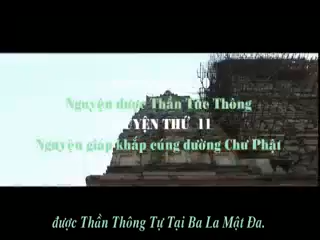 Nguyện được Thần Túc Thông
YỆN THỨ 11
Nguyện giáp khắp cúng dường Chư Phật
được Thần Thông Tự Tại Ba La Mật Đa.